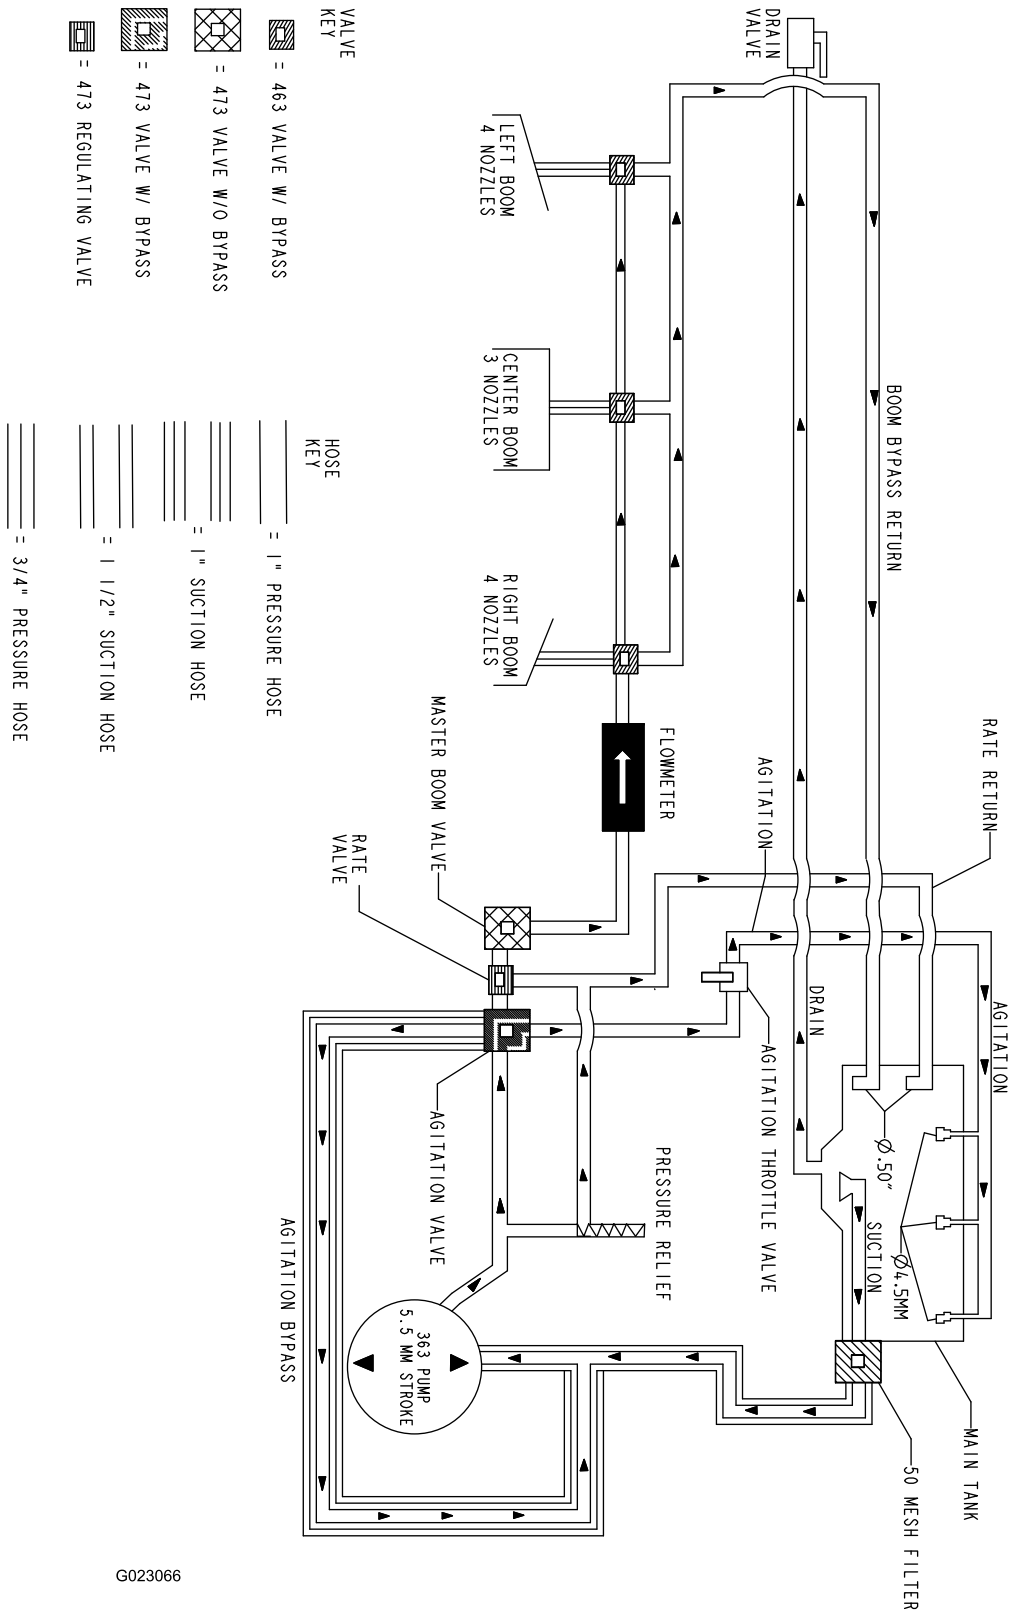 VALVE
KEY
= 463 VALVE W/ BYPASS
= 473 VALVE W/O BYPASS
= 473 VALVE W/ BYPASS
= 473 REGULATING VALVE
HOSE
KEY
= 1" PRESSURE HOSE
= 1" SUCTION HOSE
= 1 1/2" SUCTION HOSE
= 3/4" PRESSURE HOSE
DRAIN
VALVE
LEFT BOOM
4 NOZZLES
CENTER BOOM
3 NOZZLES
RIGHT BOOM
4 NOZZLES
BOOM BYPASS RETURN
FLOWMETER
MASTER BOOM VALVE
RATE
VALVE
AGITATION
RATE RETURN
DRAIN
AGITATION
AGITATION THROTTLE VALVE
AGITATION VALVE
PRESSURE RELIEF
AGITATION BYPASS
Ø.50"
Ø4.5MM
SUCTION
363 PUMP
5.5 MM STROKE
MAIN TANK
50 MESH FILTER
G023066